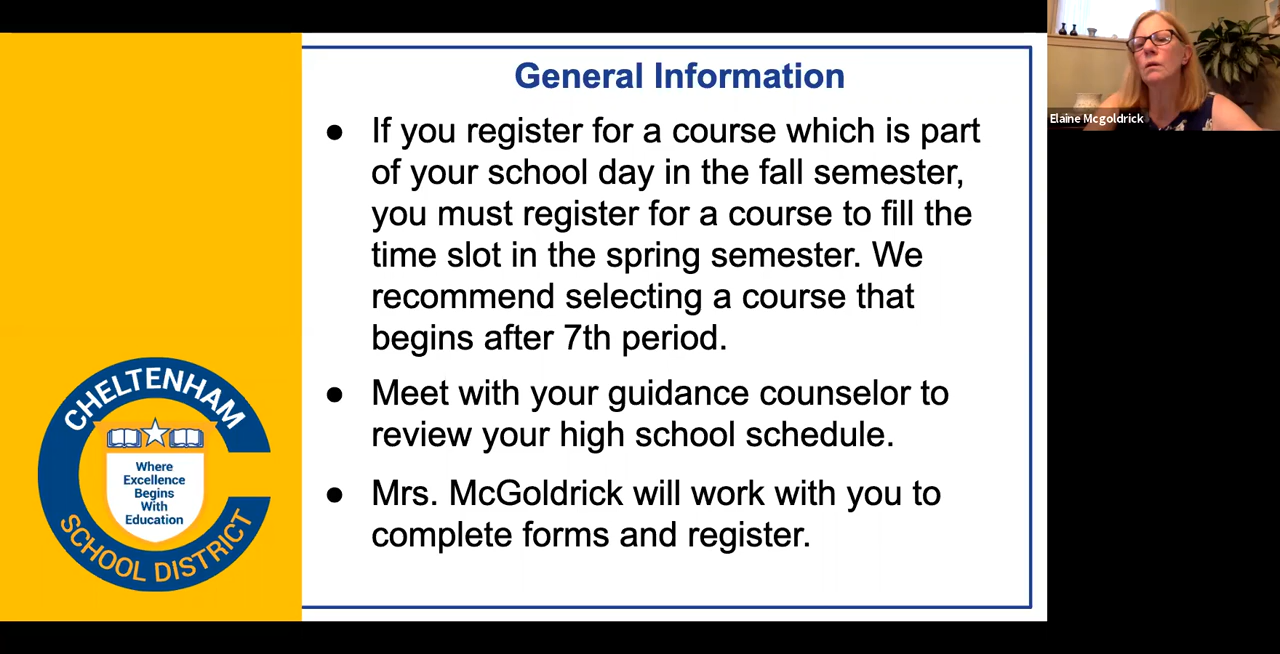 General Information
● If you register for a course which is part
of your school day in the fall semester,
you must register for a course to fill the
time slot in the spring semester. We
recommend selecting a course that
begins after 7th period.
● Meet with your guidance counselor to
review your high school schedule.
● Mrs. McGoldrick will work with you to
complete forms and register.
CHELTENHAM
Where
Excellence
Begins
With
Education
SCHOOL DISTRICT
Elaine Mcgoldrick